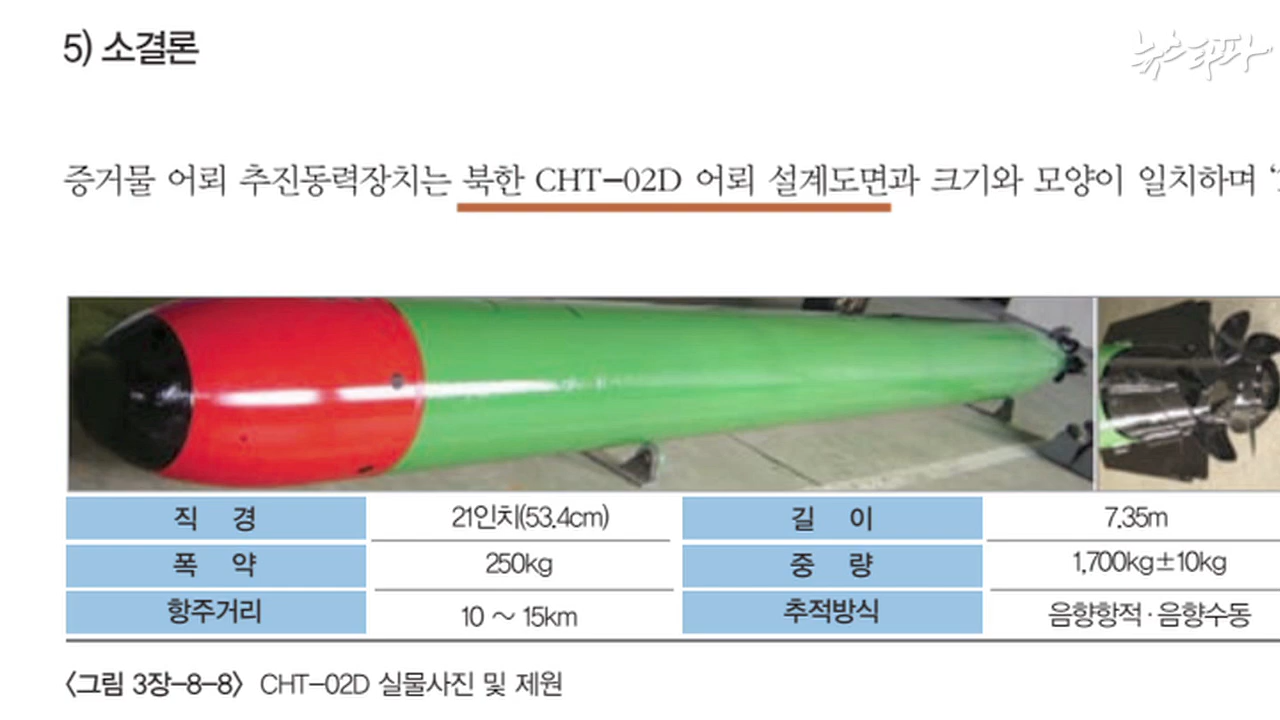 5) 소결론
뉴스타파
증거물 어뢰 추진동력장치는 북한 CHT-02D 어뢰 설계도면과 크기와 모양이 일치하며
직 경 21인치(53.4cm) 길 이 7.35m
폭 약 250kg 중 량 1,700kg±10kg
항주거리 10 ~ 15km 추적방식 음향항적·음향수동
〈그림 3장-8-8〉 CHT-02D 실물사진 및 제원